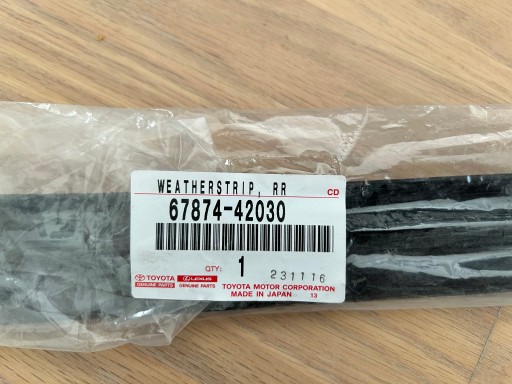 WEATHERSTRIP, RR
CD
67874-42030
QTY: 1 231116
TOYOTA LEXUS
GENUINE PARTS GENUINE PARTS
TOYOTA MOTOR CORPORATION
MADE IN JAPAN 13